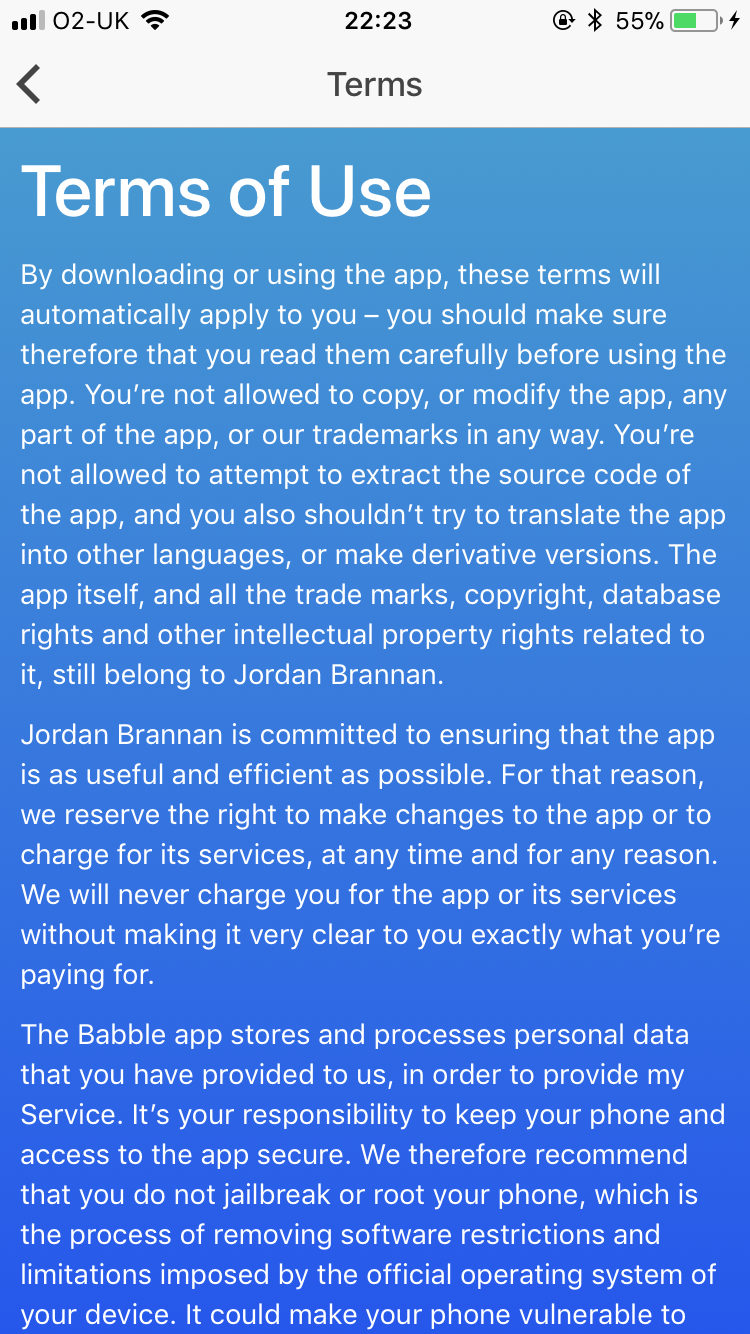 O2-UK 22:23 55%
Terms
Terms of Use
By downloading or using the app, these terms will
automatically apply to you – you should make sure
therefore that you read them carefully before using the
app. You’re not allowed to copy, or modify the app, any
part of the app, or our trademarks in any way. You’re
not allowed to attempt to extract the source code of
the app, and you also shouldn’t try to translate the app
into other languages, or make derivative versions. The
app itself, and all the trade marks, copyright, database
rights and other intellectual property rights related to
it, still belong to Jordan Brannan.
Jordan Brannan is committed to ensuring that the app
is as useful and efficient as possible. For that reason,
we reserve the right to make changes to the app or to
charge for its services, at any time and for any reason.
We will never charge you for the app or its services
without making it very clear to you exactly what you’re
paying for.
The Babble app stores and processes personal data
that you have provided to us, in order to provide my
Service. It’s your responsibility to keep your phone and
access to the app secure. We therefore recommend
that you do not jailbreak or root your phone, which is
the process of removing software restrictions and
limitations imposed by the official operating system of
your device. It could make your phone vulnerable to